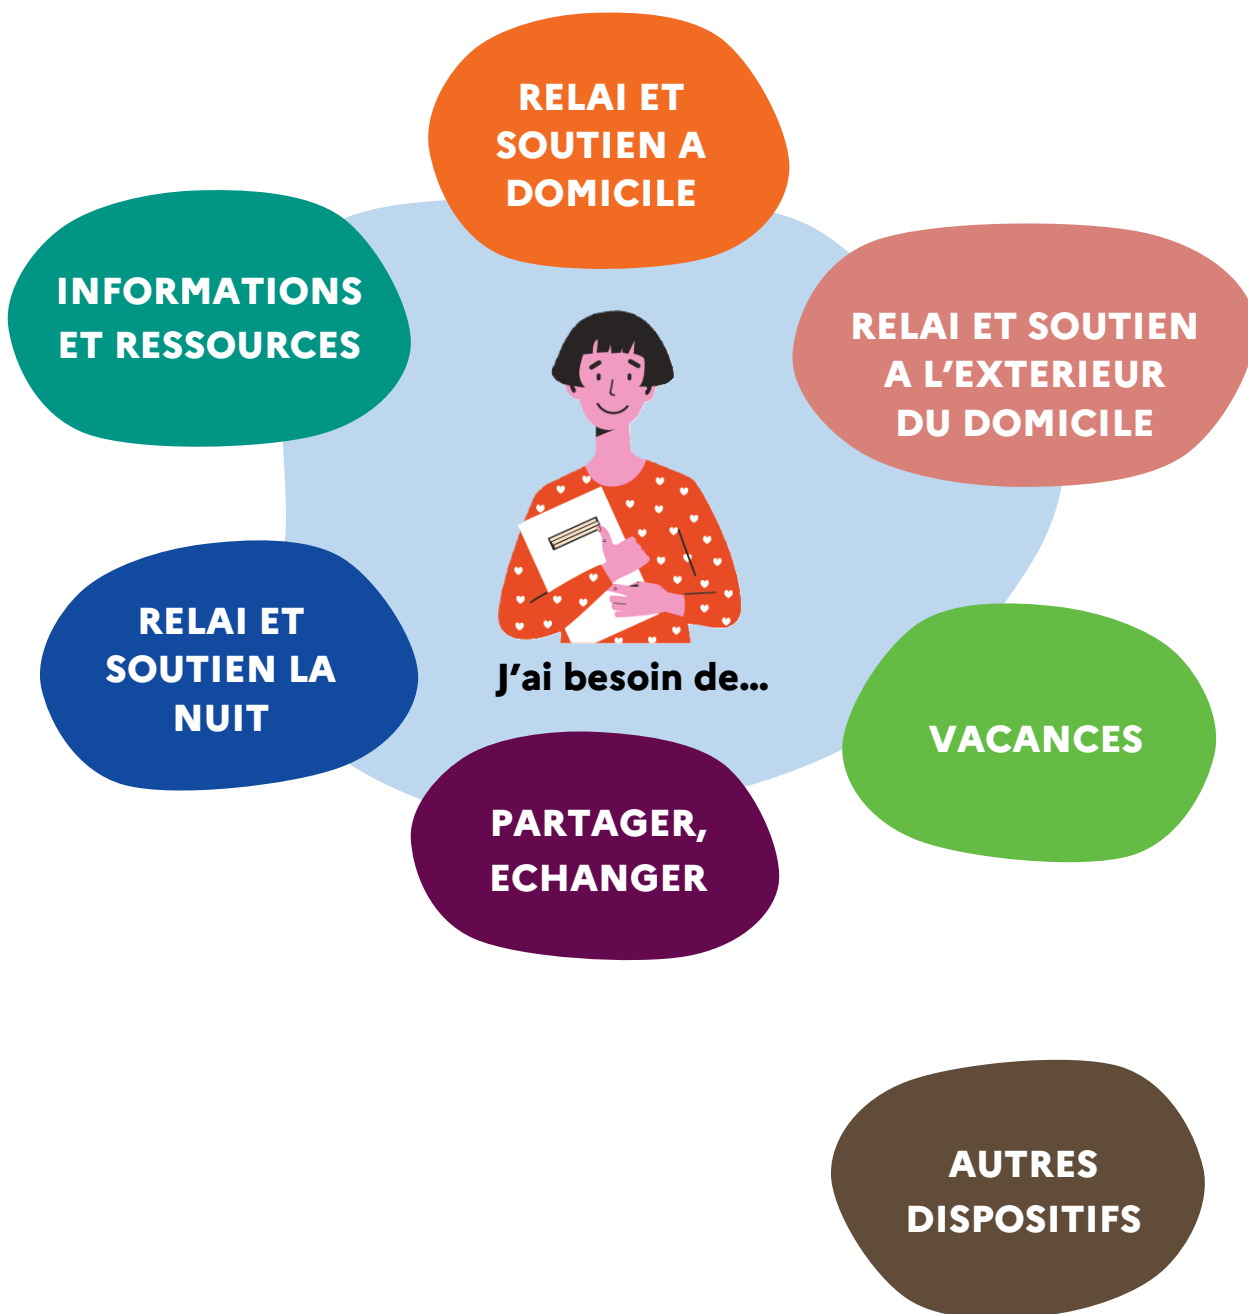 RELAI ET
SOUTIEN A
DOMICILE
INFORMATIONS
ET RESSOURCES
RELAI ET SOUTIEN
A L’EXTERIEUR
DU DOMICILE
RELAI ET
SOUTIEN LA
NUIT
J’ai besoin de...
VACANCES
PARTAGER,
ECHANGER
AUTRES
DISPOSITIFS